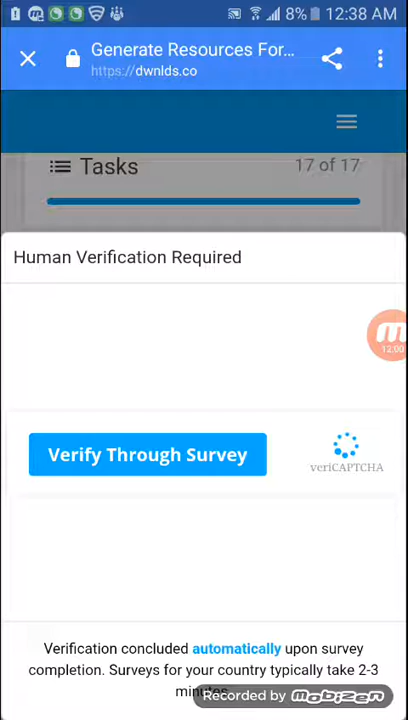 8% 12:38 AM
Generate Resources For...
https://dwnlds.co
Tasks 17 of 17
Human Verification Required
12:00
Verify Through Survey
veriCAPTCHA
Verification concluded automatically upon survey
completion. Surveys for your country typically take 2-3
minutes.
Recorded by mobizen